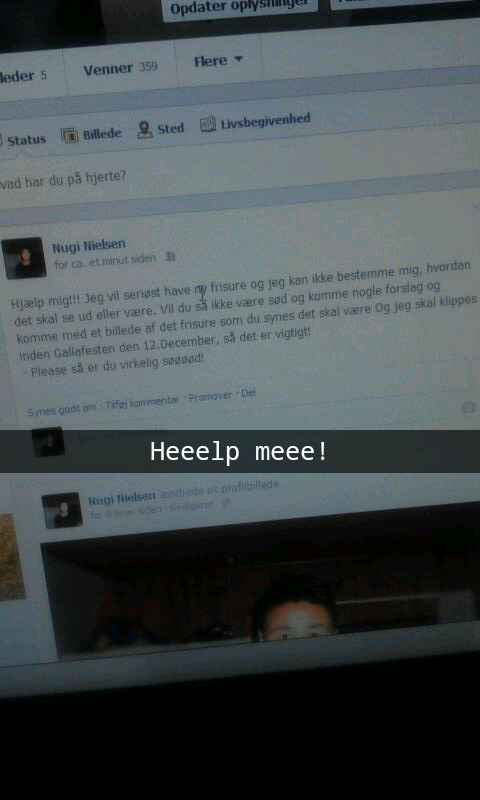 Opdater oplysninger
leder 5
Venner 359
Flere
Status
Billede
Sted
Livsbegivenhed
vad har du på hjerte?
Nugi Nielsen
for ca. et minut siden
Hjælp mig!!! Jeg vil seriøst have ny frisure og jeg kan ikke bestemme mig, hvordan
det skal se ud eller være. Vil du så ikke være sød og komme nogle forslag og
komme med et billede af det frisure som du synes det skal være Og jeg skal klippes
inden Gallafesten den 12.December, så det er vigtigt!
- Please så er du virkelig søøød!
Synes godt om · Tilføj kommentar · Promover · Del
Heeelp meee!
Nugi Nielsen ændrede sit profilbillede